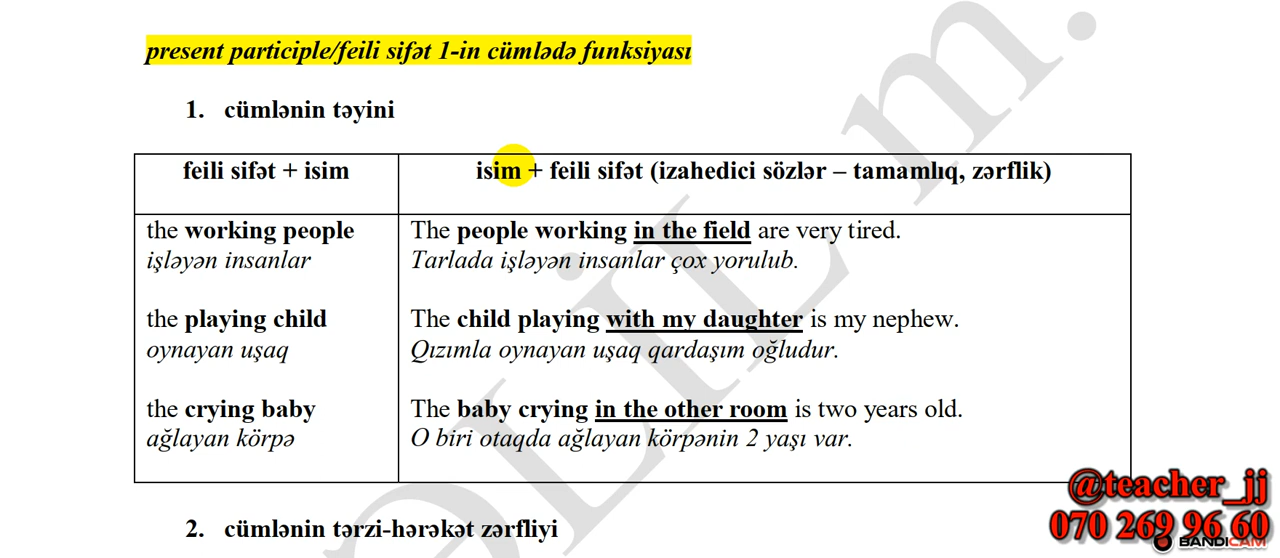 present participle/feili sifət 1-in cümlədə funksiyası
1. cümlənin təyini
feili sifət + isim
isim + feili sifət (izahedici sözlər – tamamlıq, zərflik)
the working people
işləyən insanlar
The people working in the field are very tired.
Tarlada işləyən insanlar çox yorulub.
the playing child
oynayan uşaq
The child playing with my daughter is my nephew.
Qızımla oynayan uşaq qardaşım oğludur.
the crying baby
ağlayan körpə
The baby crying in the other room is two years old.
O biri otaqda ağlayan körpənin 2 yaşı var.
2. cümlənin tərzi-hərəkət zərfliyi
ƏLİL m.
@teacher_jj
070 269 96 60
BANDICAM